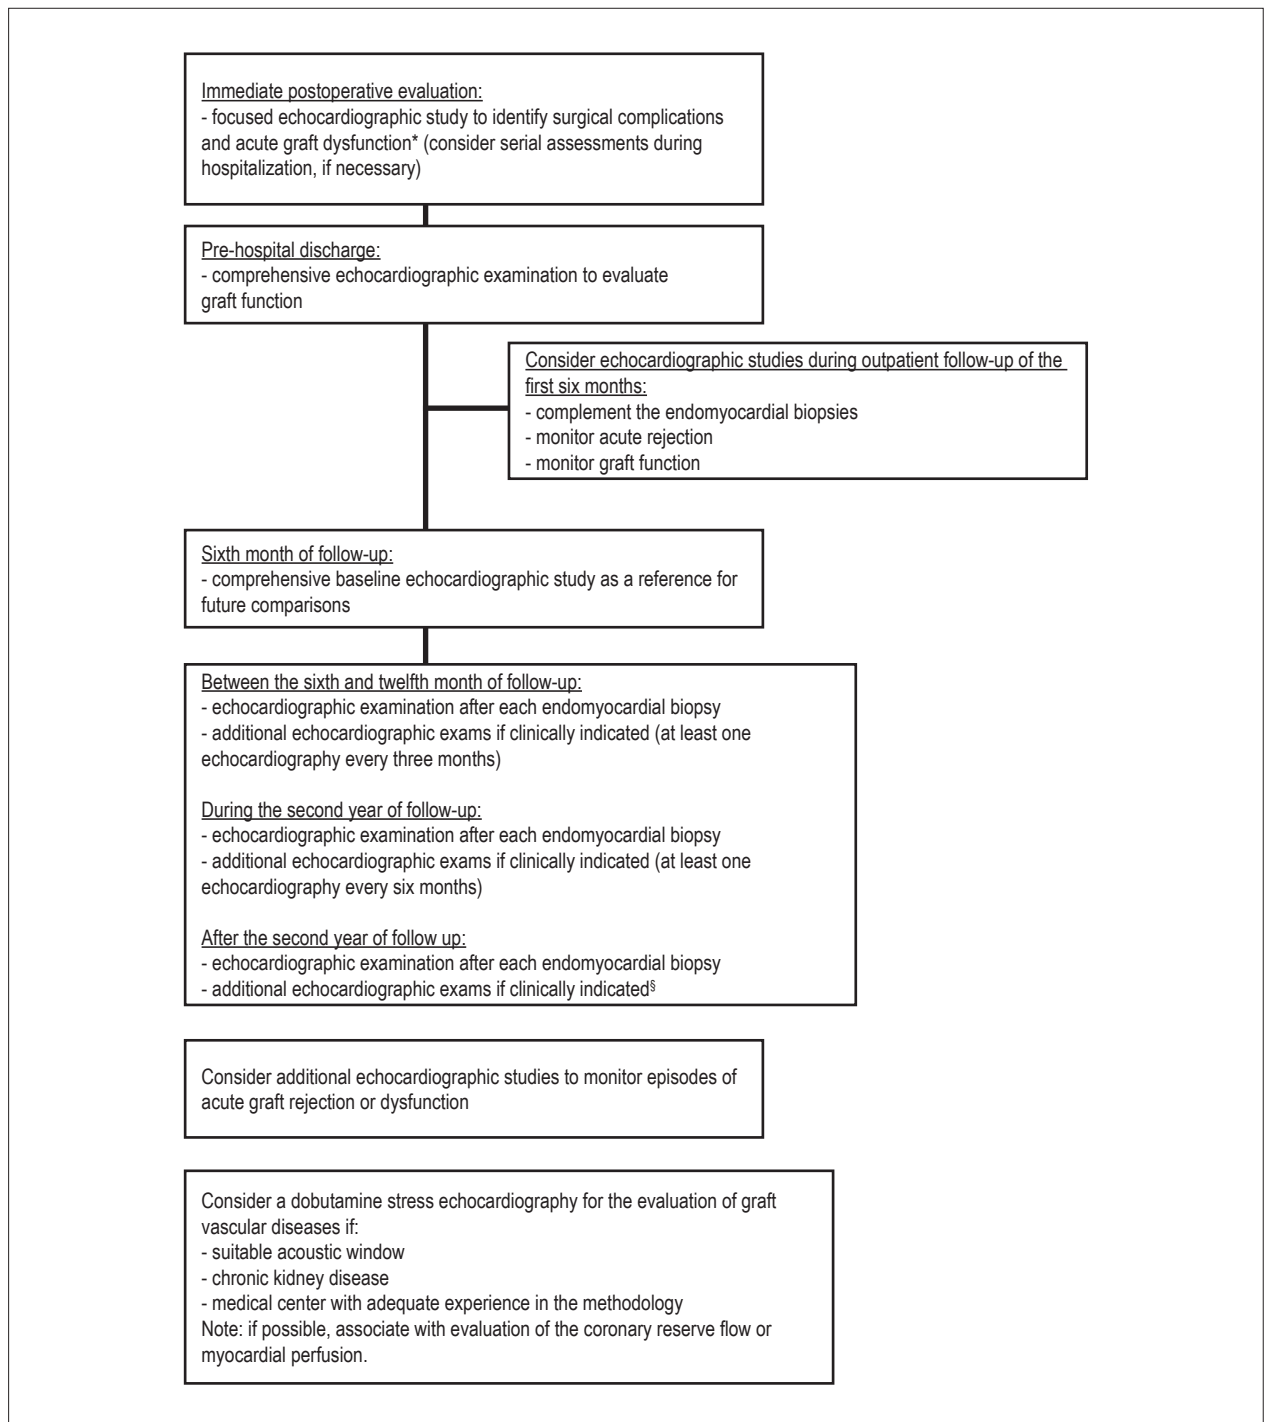 Immediate postoperative evaluation:
- focused echocardiographic study to identify surgical complications
and acute graft dysfunction* (consider serial assessments during
hospitalization, if necessary)
Pre-hospital discharge:
- comprehensive echocardiographic examination to evaluate
graft function
Consider echocardiographic studies during outpatient follow-up of the
first six months:
- complement the endomyocardial biopsies
- monitor acute rejection
- monitor graft function
Sixth month of follow-up:
- comprehensive baseline echocardiographic study as a reference for
future comparisons
Between the sixth and twelfth month of follow-up:
- echocardiographic examination after each endomyocardial biopsy
- additional echocardiographic exams if clinically indicated (at least one
echocardiography every three months)
During the second year of follow-up:
- echocardiographic examination after each endomyocardial biopsy
- additional echocardiographic exams if clinically indicated (at least one
echocardiography every six months)
After the second year of follow up:
- echocardiographic examination after each endomyocardial biopsy
- additional echocardiographic exams if clinically indicated§
Consider additional echocardiographic studies to monitor episodes of
acute graft rejection or dysfunction
Consider a dobutamine stress echocardiography for the evaluation of graft
vascular diseases if:
- suitable acoustic window
- chronic kidney disease
- medical center with adequate experience in the methodology
Note: if possible, associate with evaluation of the coronary reserve flow or
myocardial perfusion.